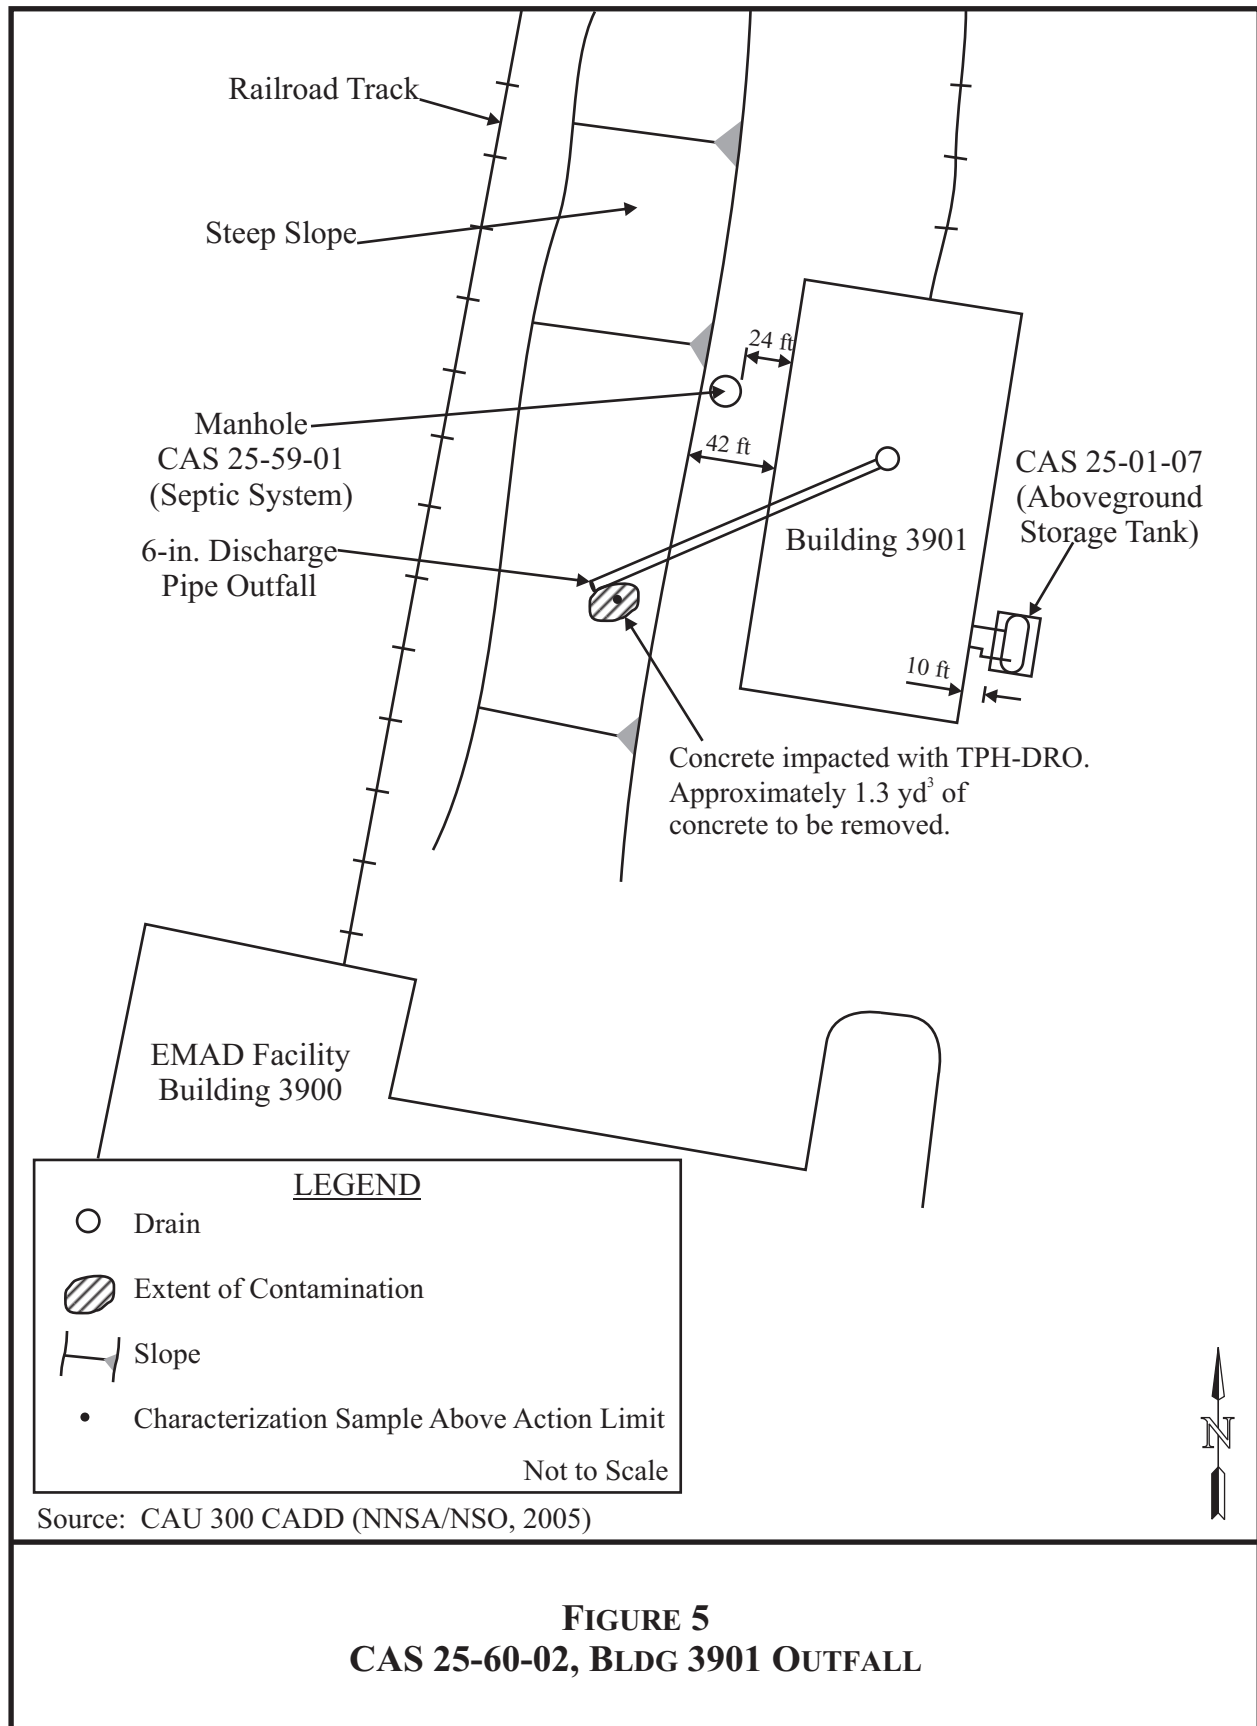 Railroad Track
Steep Slope
24 ft
Manhole
CAS 25-59-01
(Septic System)
42 ft
CAS 25-01-07
(Aboveground
Storage Tank)
6-in. Discharge
Pipe Outfall
Building 3901
10 ft
Concrete impacted with TPH-DRO.
Approximately 1.3 yd³ of
concrete to be removed.
EMAD Facility
Building 3900
LEGEND
Drain
Extent of Contamination
Slope
Characterization Sample Above Action Limit
Not to Scale
N
Source: CAU 300 CADD (NNSA/NSO, 2005)
FIGURE 5
CAS 25-60-02, BLDG 3901 OUTFALL